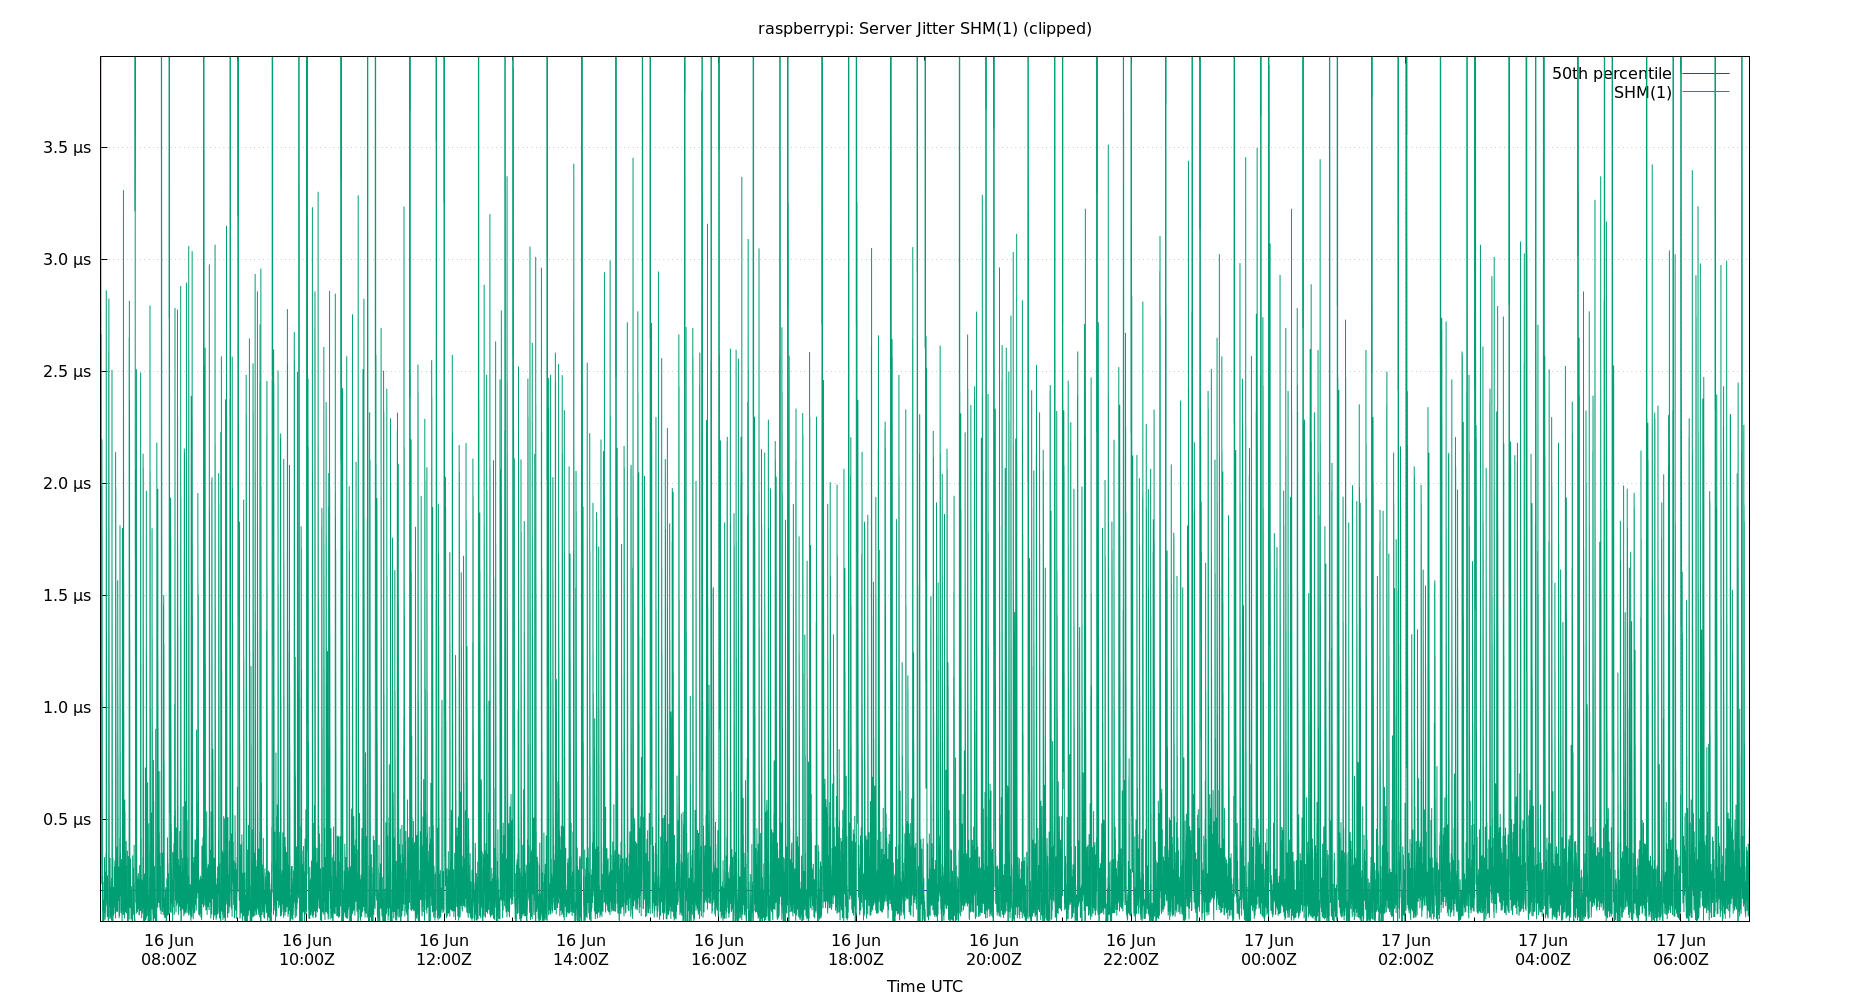 raspberrypi: Server Jitter SHM(1) (clipped)
50th percentile
SHM(1)
3.5 µs
3.0 µs
2.5 µs
2.0 µs
1.5 µs
1.0 µs
0.5 µs
16 Jun 16 Jun 16 Jun 16 Jun 16 Jun 16 Jun 16 Jun 16 Jun 17 Jun 17 Jun 17 Jun 17 Jun
08:00Z 10:00Z 12:00Z 14:00Z 16:00Z 18:00Z 20:00Z 22:00Z 00:00Z 02:00Z 04:00Z 06:00Z
Time UTC